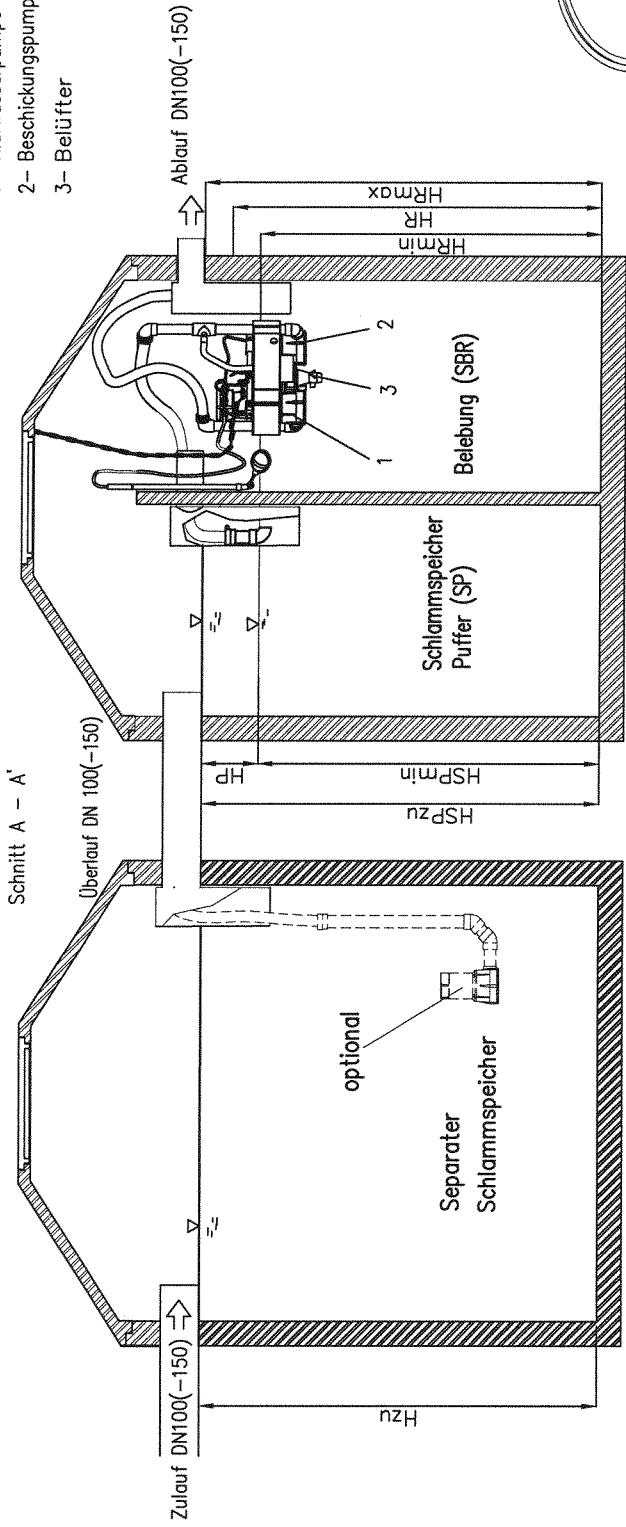 2- Beschickungspump
3- Belüfter
Schnitt A - A'
Überlauf DN 100(-150)
Zulauf DN100(-150)
Ablauf DN100(-150)
Hzu
optional
Separater
Schlammspeicher
HSPzu
HSPmin
HP
Schlammspeicher
Puffer (SP)
Belebung (SBR)
1
3
2
HRmin
HR
HRmax